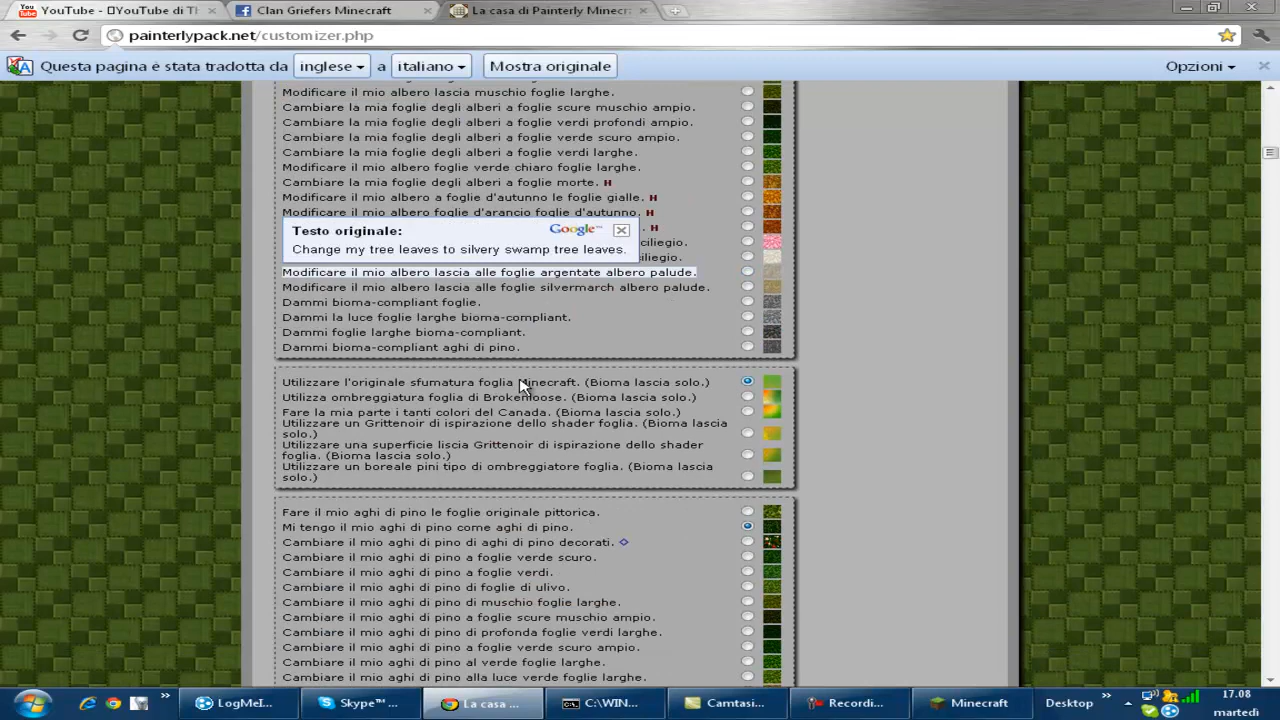 YouTube - YouTube di Th
Clan Griefers Minecraft
La casa di Painterly Minecr
painterlypack.net/customizer.php
Questa pagina è stata tradotta da inglese a italiano Mostra originale Opzioni
Modificare il mio albero lascia muschio foglie larghe.
Cambiare la mia foglie degli alberi a foglie scure muschio ampio.
Cambiare la mia foglie degli alberi a foglie verdi profondi ampio.
Cambiare la mia foglie degli alberi a foglie verde scuro ampio.
Cambiare la mia foglie degli alberi a foglie verdi larghe.
Modificare il mio albero foglie verde chiaro foglie larghe.
Cambiare la mia foglie degli alberi a foglie morte. H
Modificare il mio albero a foglie d'autunno le foglie gialle. H
Modificare il mio albero foglie d'arancio foglie d'autunno. H
. H
Testo originale: Google™
ciliegio.
Change my tree leaves to silvery swamp tree leaves.
ciliegio.
Modificare il mio albero lascia alle foglie argentate albero palude.
Modificare il mio albero lascia alle foglie silvermarch albero palude.
Dammi bioma-compliant foglie.
Dammi la luce foglie larghe bioma-compliant.
Dammi foglie larghe bioma-compliant.
Dammi bioma-compliant aghi di pino.
Utilizzare l'originale sfumatura foglia Minecraft. (Bioma lascia solo.)
Utilizza ombreggiatura foglia di Brokenloose. (Bioma lascia solo.)
Fare la mia parte i tanti colori del Canada. (Bioma lascia solo.)
Utilizzare un Grittenoir di ispirazione dello shader foglia. (Bioma lascia
solo.)
Utilizzare una superficie liscia Grittenoir di ispirazione dello shader
foglia. (Bioma lascia solo.)
Utilizzare un boreale pini tipo di ombreggiatore foglia. (Bioma lascia
solo.)
Fare il mio aghi di pino le foglie originale pittorica.
Mi tengo il mio aghi di pino come aghi di pino.
Cambiare il mio aghi di pino di aghi di pino decorati.
Cambiare il mio aghi di pino a foglie verde scuro.
Cambiare il mio aghi di pino a foglie verdi.
Cambiare il mio aghi di pino di foglie di ulivo.
Cambiare il mio aghi di pino di muschio foglie larghe.
Cambiare il mio aghi di pino a foglie scure muschio ampio.
Cambiare il mio aghi di pino di profonda foglie verdi larghe.
Cambiare il mio aghi di pino a foglie verde scuro ampio.
Cambiare il mio aghi di pino al verde foglie larghe.
Cambiare il mio aghi di pino alla luce verde foglie larghe.
LogMeI... Skype™ ... La casa ... C:\WIN... Camtasi... Recordi... Minecraft Desktop 17.08
martedì